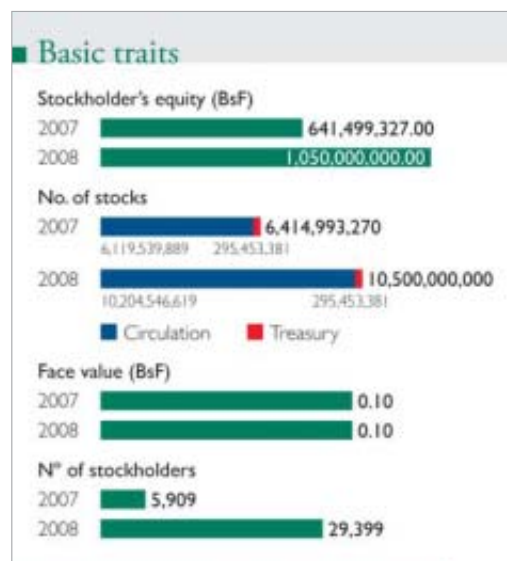 Basic traits
Stockholder's equity (BsF)
2007 641,499,327.00
2008 1,050,000,000.00
No. of stocks
2007 6,414,993,270
6,119,539,889 295,453,381
2008 10,500,000,000
10,204,546,619 295,453,381
Circulation Treasury
Face value (BsF)
2007 0.10
2008 0.10
N° of stockholders
2007 5,909
2008 29,399